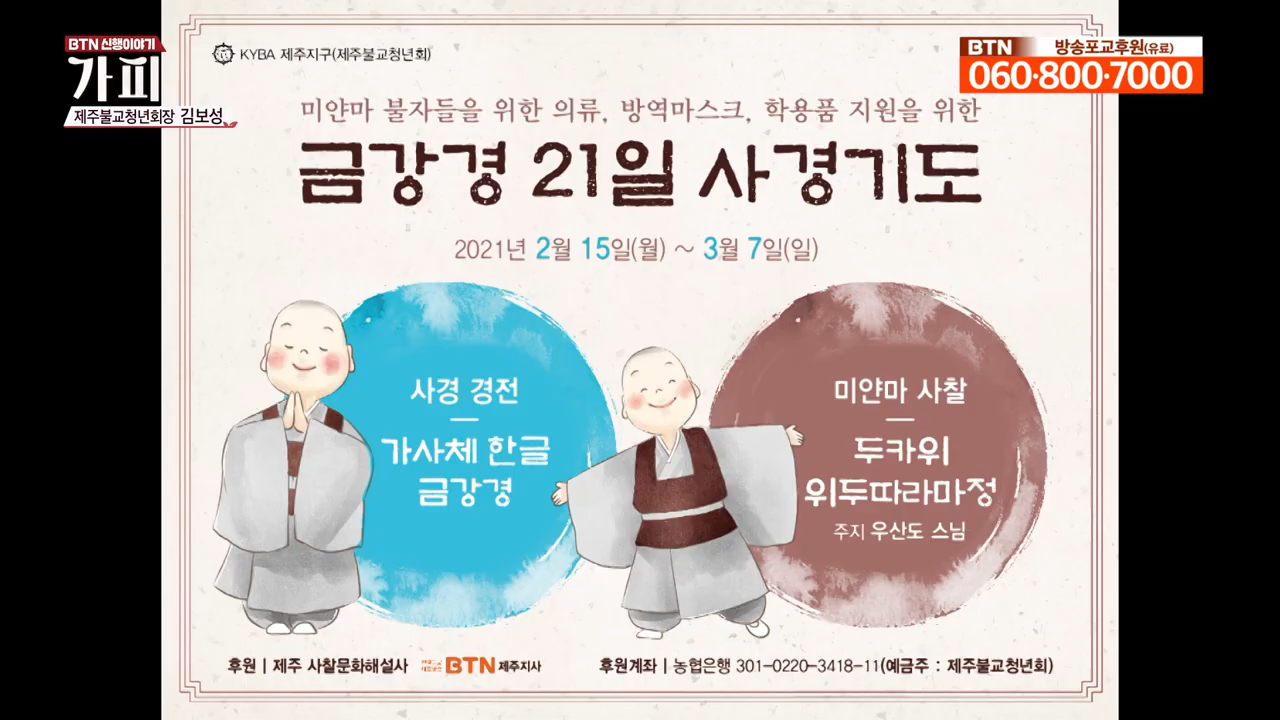 BTN 신행이야기
가피
제주불교청년회장 김보성
BTN 방송포교후원(유료)
060·800·7000
KYBA 제주지구(제주불교청년회)
미얀마 불자들을 위한 의류, 방역마스크, 학용품 지원을 위한
금강경 21일 사경기도
2021년 2월 15일(월) ~ 3월 7일(일)
사경 경전
가사체 한글
금강경
미얀마 사찰
두카위
위두따라마정
주지 우산도 스님
후원 | 제주 사찰문화해설사 BTN 제주지사
후원계좌 | 농협은행 301-0220-3418-11(예금주 : 제주불교청년회)